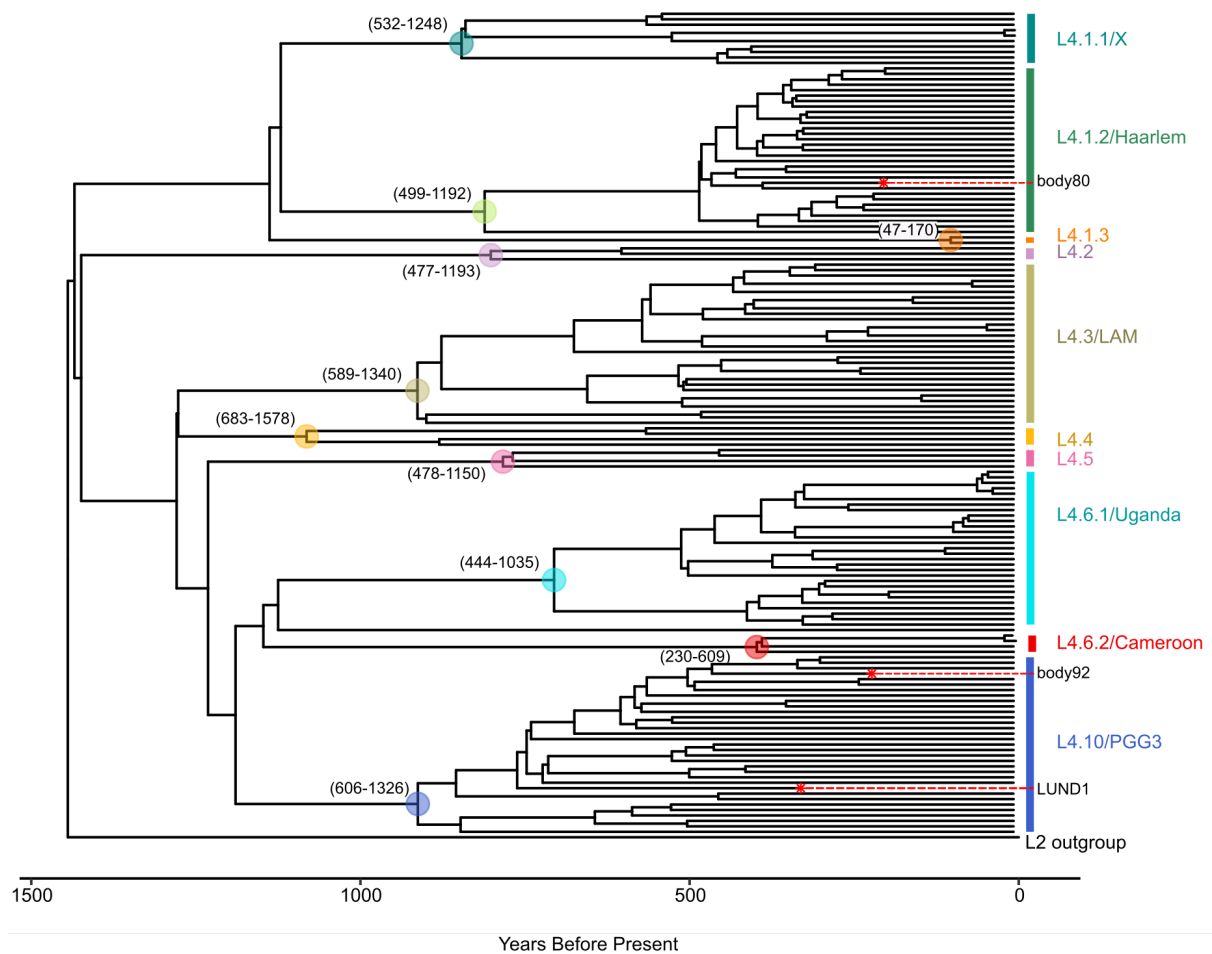 (532-1248)
L4.1.1/X
L4.1.2/Haarlem
body80
(499-1192)
(47-170)
L4.1.3
L4.2
(477-1193)
L4.3/LAM
(589-1340)
(683-1578)
L4.4
L4.5
(478-1150)
L4.6.1/Uganda
(444-1035)
L4.6.2/Cameroon
(230-609)
body92
L4.10/PGG3
(606-1326)
LUND1
L2 outgroup
1500 1000 500 0
Years Before Present